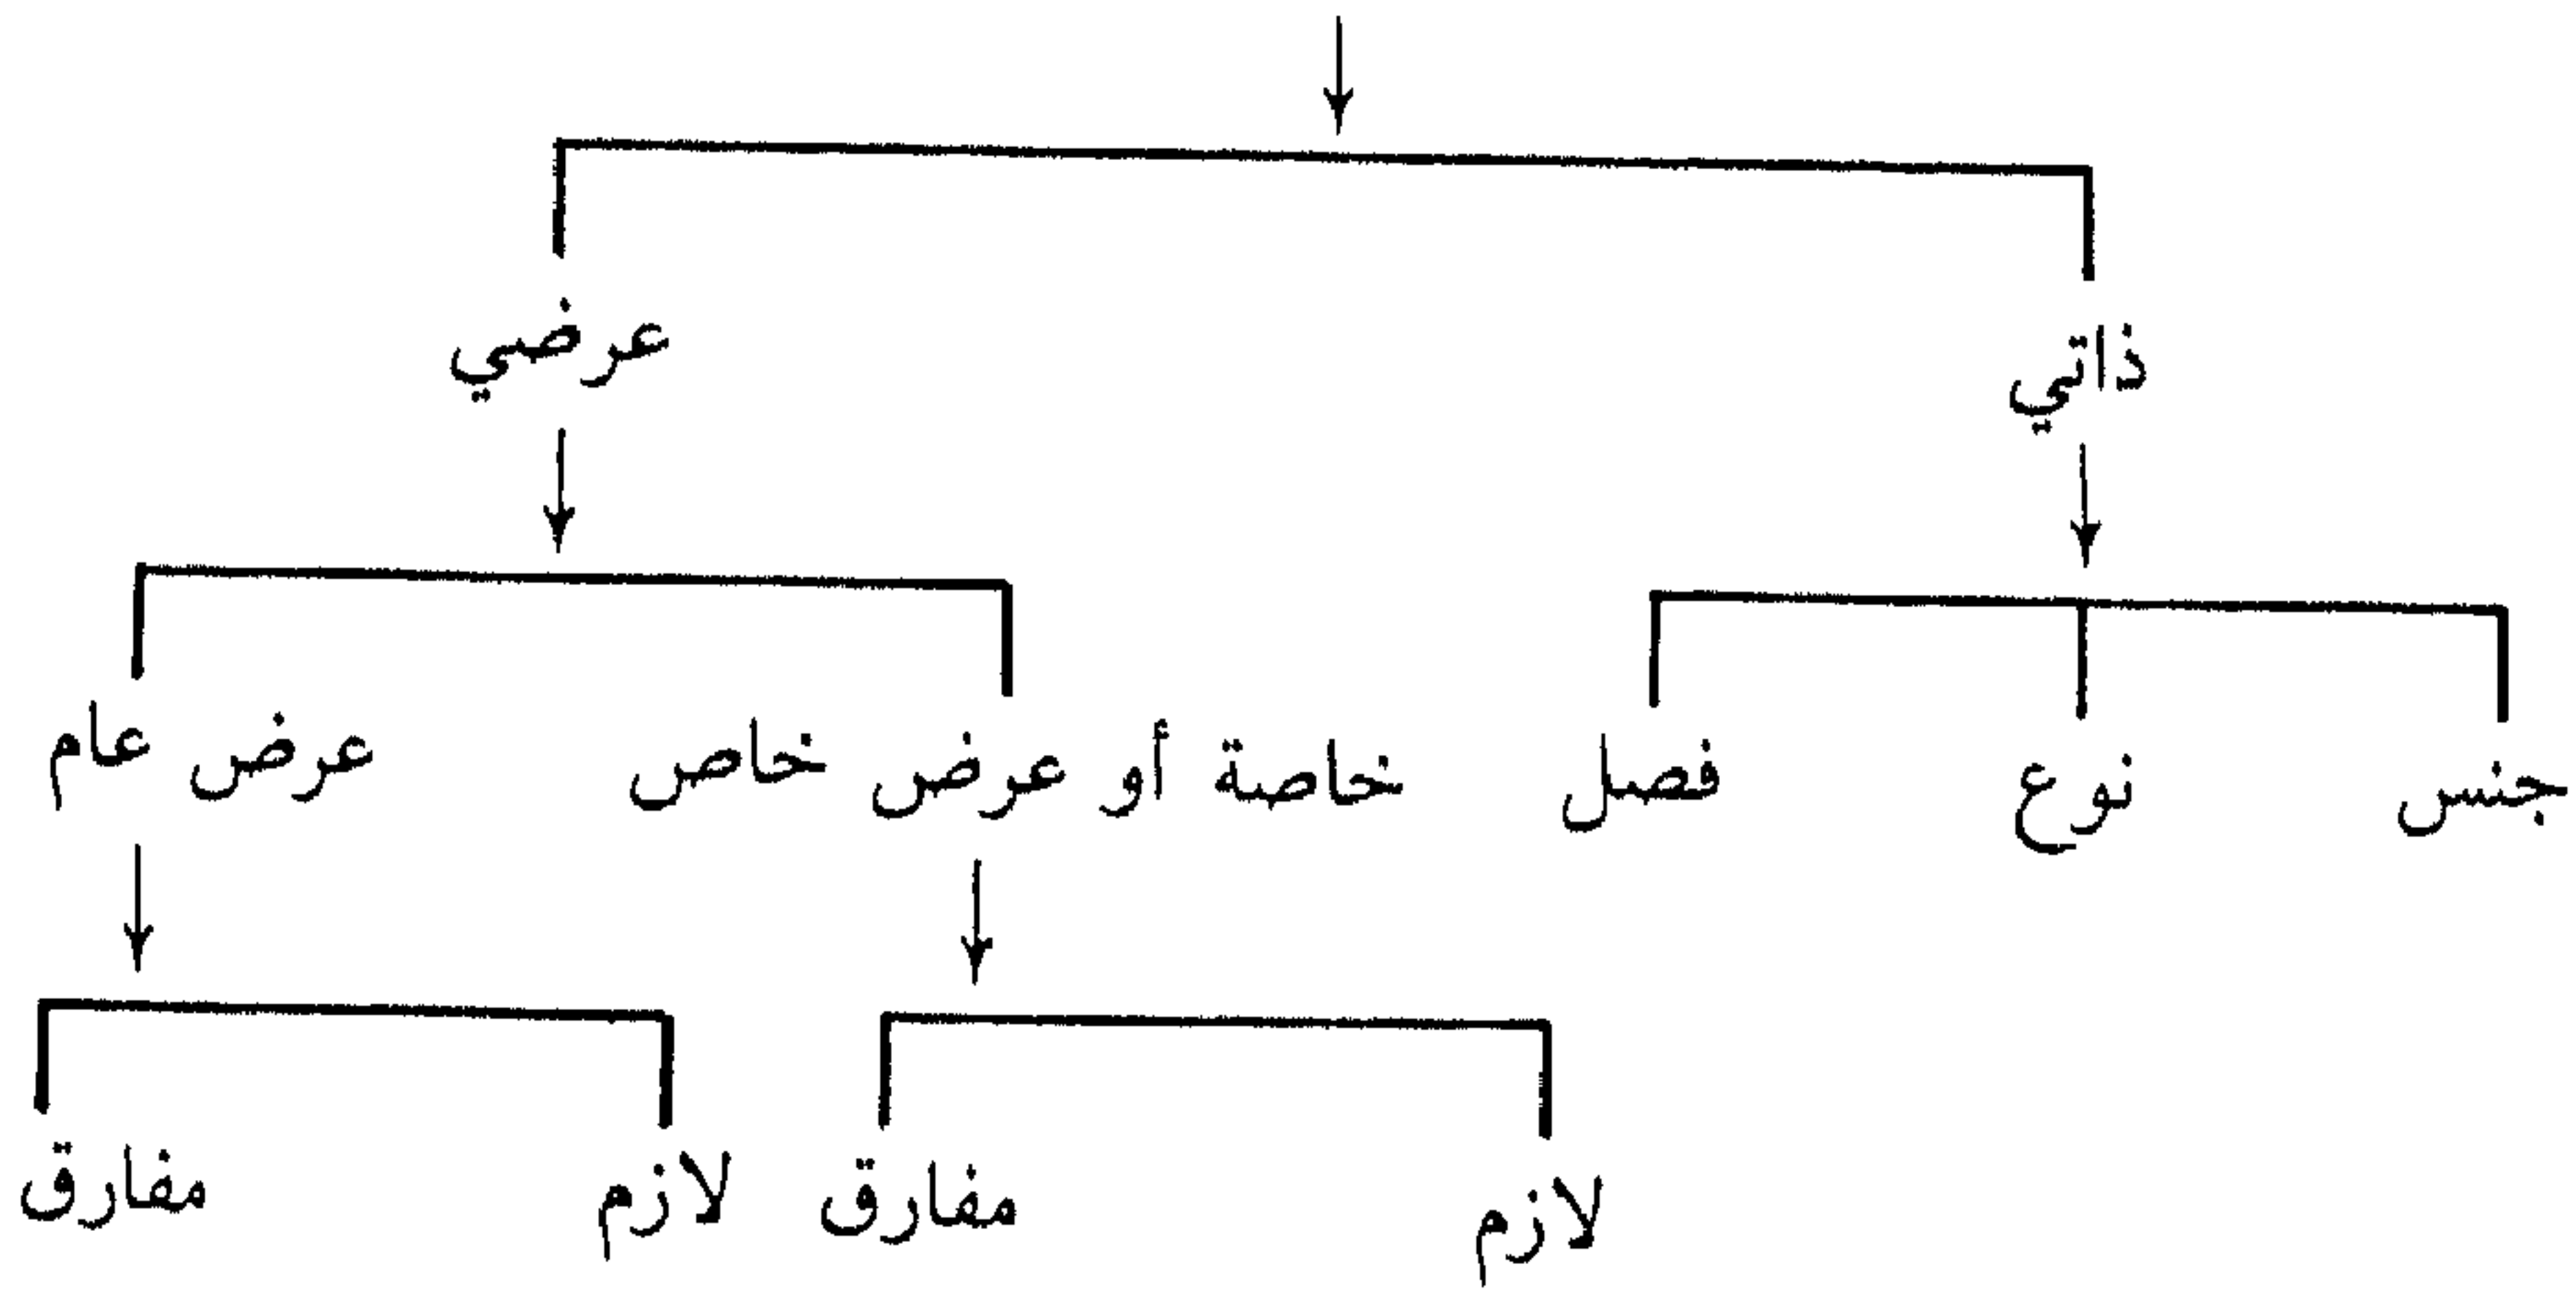 ذاتي عرضي
جنس نوع فصل خاصة أو عرض خاص عرض عام
لازم مفارق لازم مفارق